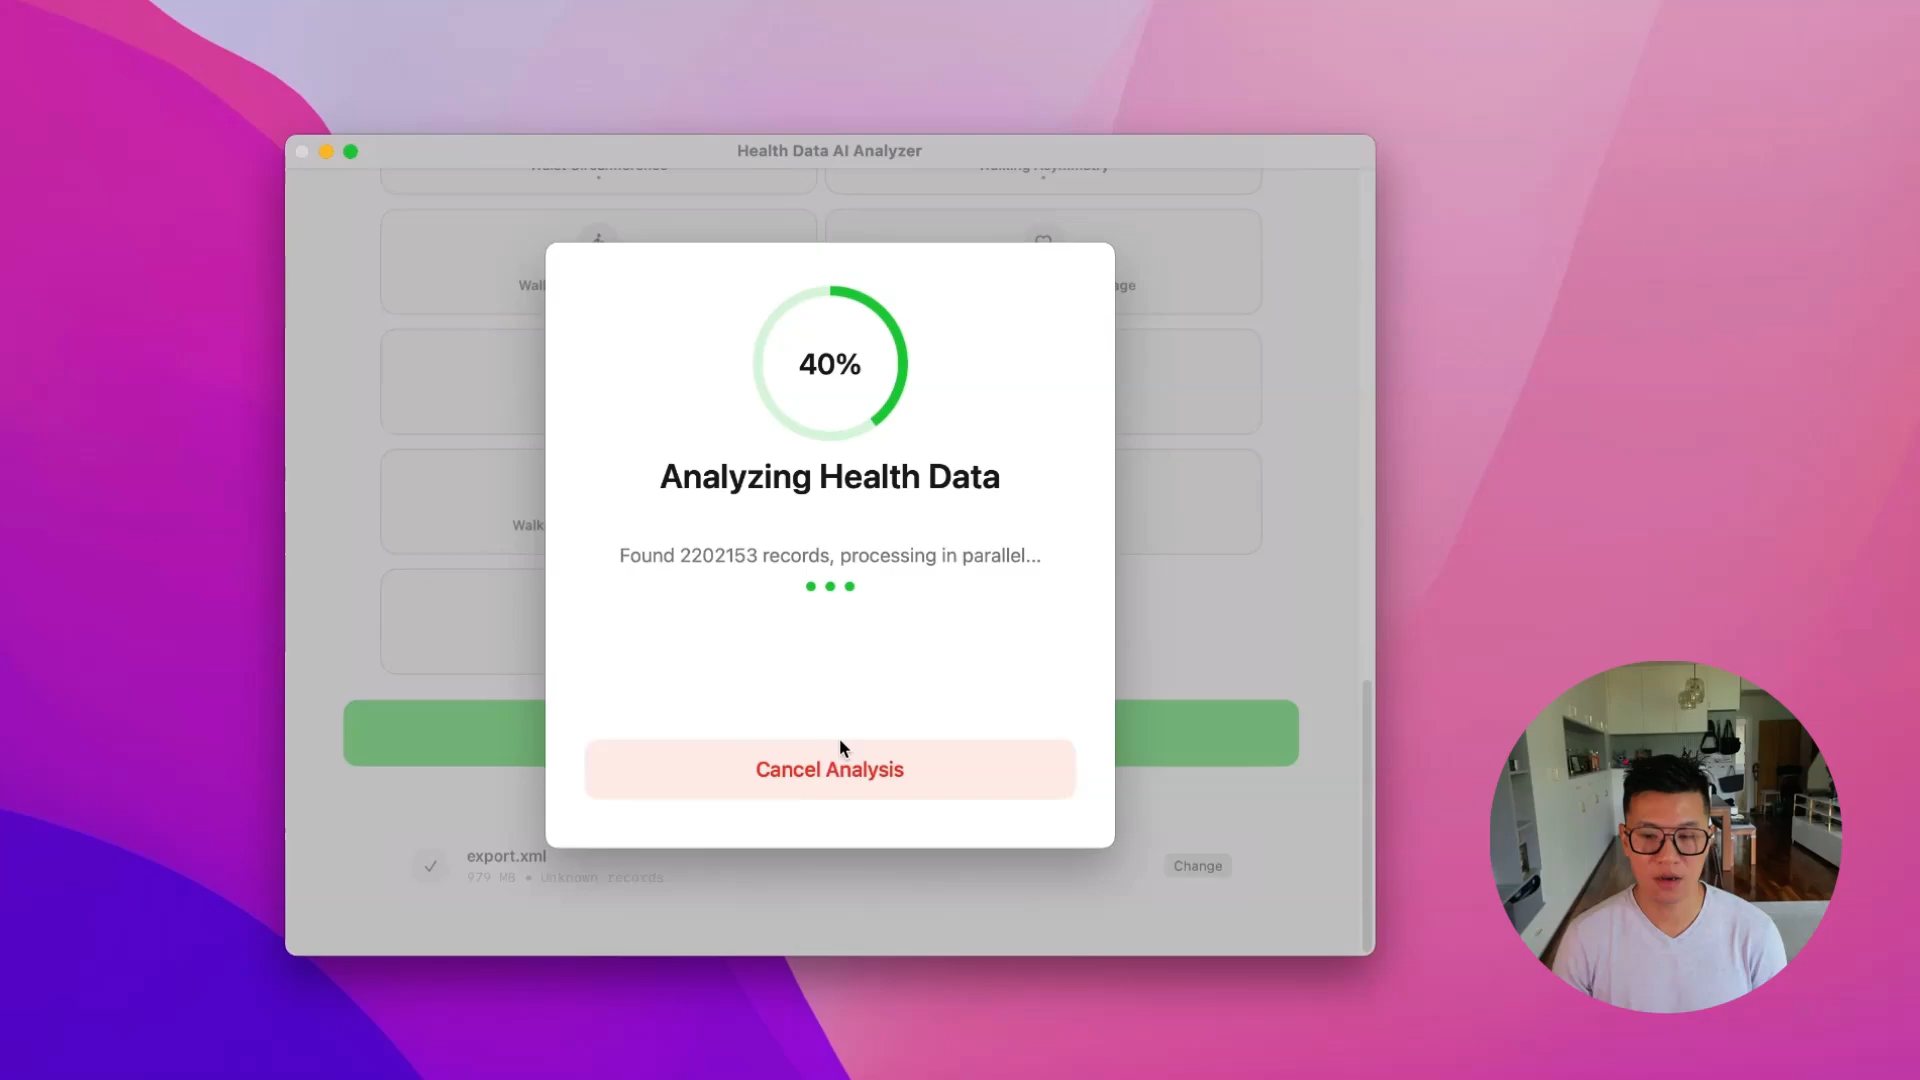 Health Data AI Analyzer
40%
Analyzing Health Data
Found 2202153 records, processing in parallel...
Cancel Analysis
export.xml
979 MB • Unknown records
Change